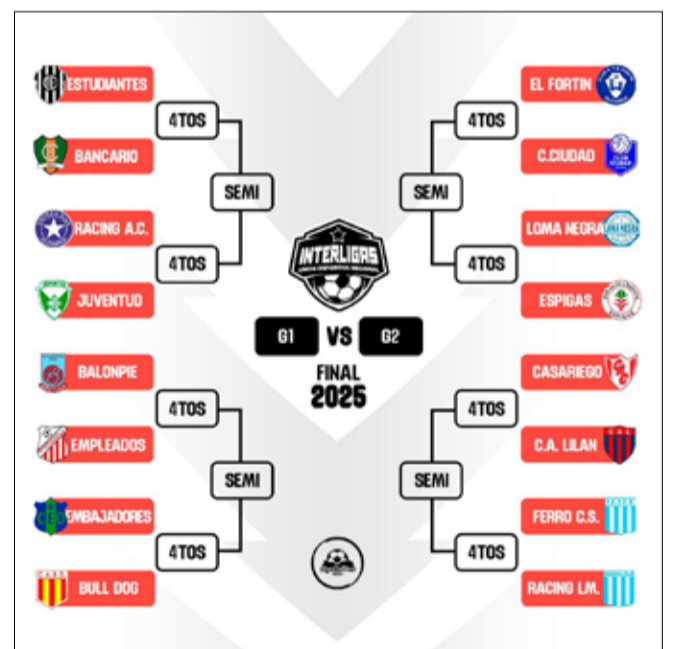 ESTUDIANTES
4TOS
BANCARIO
SEMI
RACING A.C.
4TOS
JUVENTUD
BALONPIE
4TOS
EMPLEADOS
SEMI
EMBAJADORES
4TOS
BULL DOG
INTERLIGAS
G1 VS G2
FINAL
2025
EL FORTIN
4TOS
C.CIUDAD
SEMI
LOMA NEGRA
4TOS
ESPIGAS
CASARIEGO
4TOS
C.A. LILAN
SEMI
FERRO C.S.
4TOS
RACING LM.